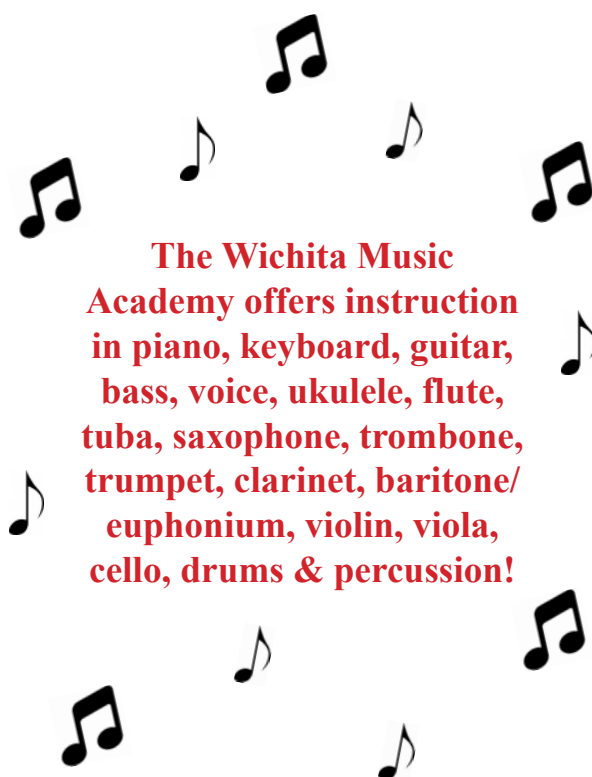 The Wichita Music
Academy offers instruction
in piano, keyboard, guitar,
bass, voice, ukulele, flute,
tuba, saxophone, trombone,
trumpet, clarinet, baritone/
euphonium, violin, viola,
cello, drums & percussion!